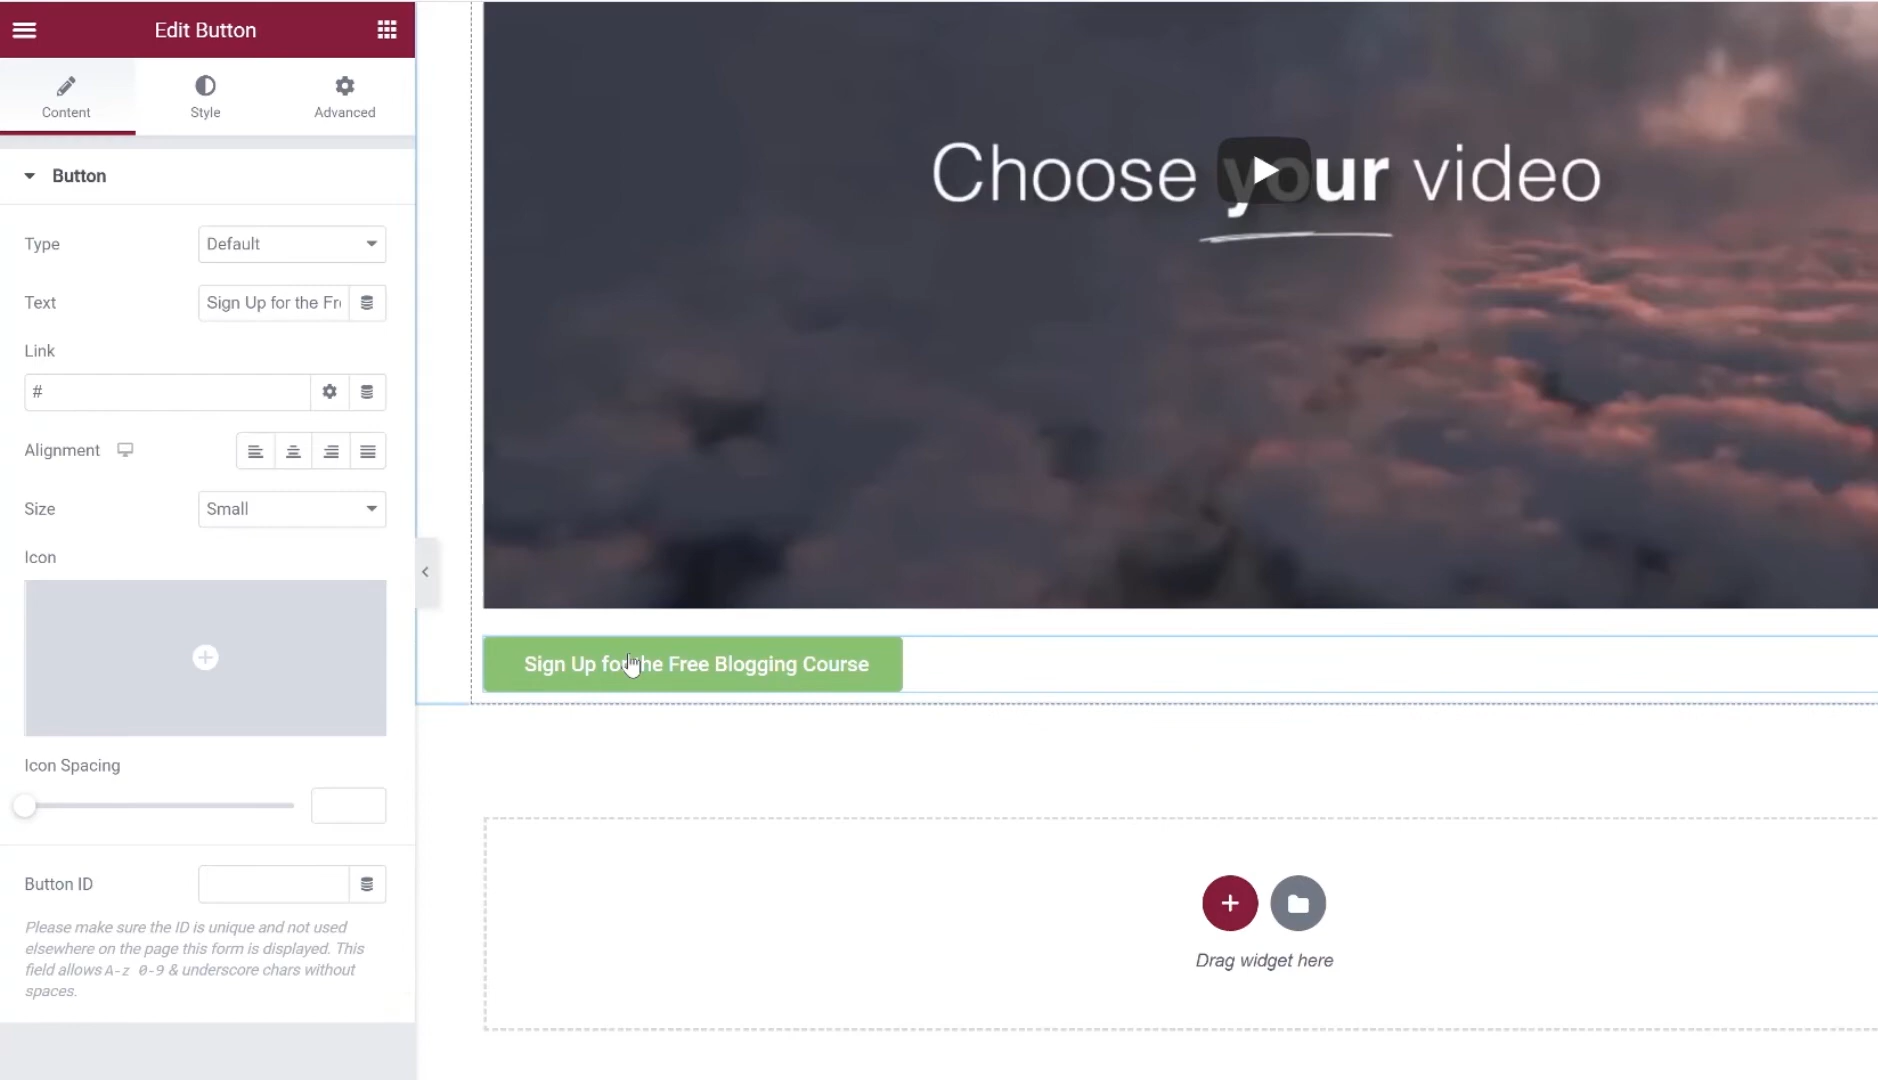 Edit Button
Content
Style
Advanced
Button
Type
Default
Text
Sign Up for the Fr
Link
#
Alignment
Size
Small
Icon
Icon Spacing
Button ID
Please make sure the ID is unique and not used
elsewhere on the page this form is displayed. This
field allows A-z 0-9 & underscore chars without
spaces.
Choose your video
Sign Up for the Free Blogging Course
Drag widget here